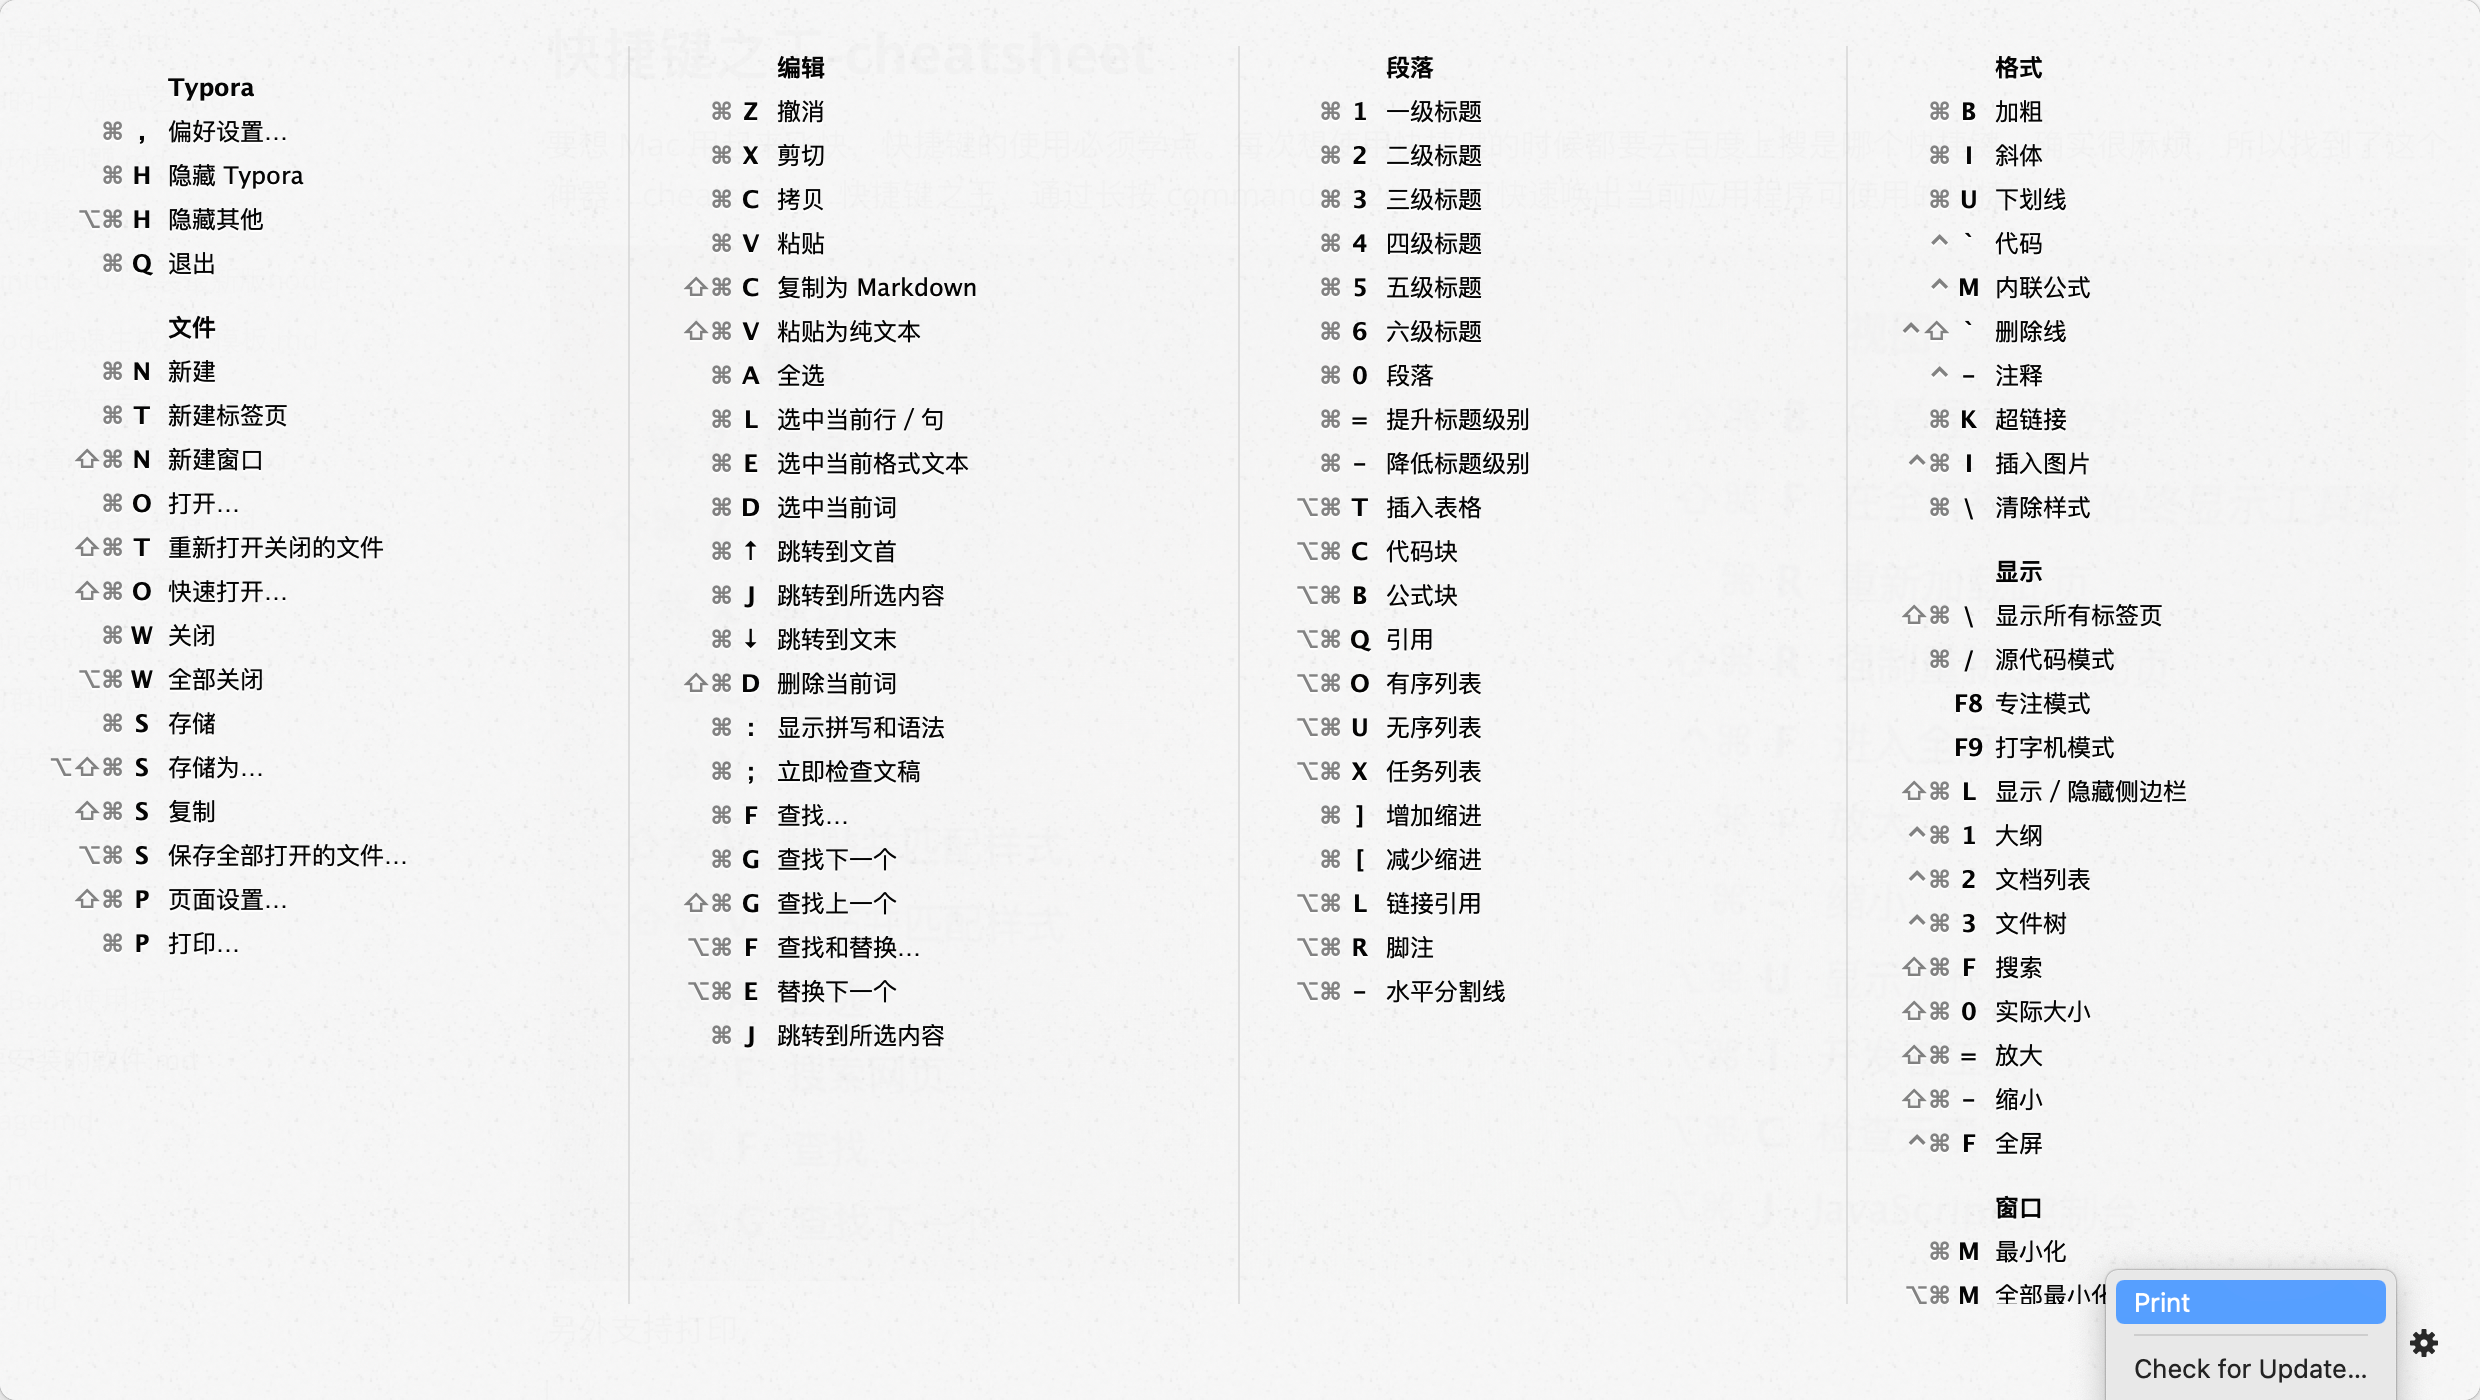 Typora
⌘ , 偏好设置...
⌘ H 隐藏 Typora
⌥⌘ H 隐藏其他
⌘ Q 退出
文件
⌘ N 新建
⌘ T 新建标签页
⇧⌘ N 新建窗口
⌘ O 打开...
⇧⌘ T 重新打开关闭的文件
⇧⌘ O 快速打开...
⌘ W 关闭
⌥⌘ W 全部关闭
⌘ S 存储
⌥⇧⌘ S 存储为...
⇧⌘ S 复制
⌥⌘ S 保存全部打开的文件...
⇧⌘ P 页面设置...
⌘ P 打印...
编辑
⌘ Z 撤消
⌘ X 剪切
⌘ C 拷贝
⌘ V 粘贴
⇧⌘ C 复制为 Markdown
⇧⌘ V 粘贴为纯文本
⌘ A 全选
⌘ L 选中当前行 / 句
⌘ E 选中当前格式文本
⌘ D 选中当前词
⌘ ↑ 跳转到文首
⌘ J 跳转到所选内容
⌘ ↓ 跳转到文末
⇧⌘ D 删除当前词
⌘ : 显示拼写和语法
⌘ ; 立即检查文稿
⌘ F 查找...
⌘ G 查找下一个
⇧⌘ G 查找上一个
⌥⌘ F 查找和替换...
⌥⌘ E 替换下一个
⌘ J 跳转到所选内容
段落
⌘ 1 一级标题
⌘ 2 二级标题
⌘ 3 三级标题
⌘ 4 四级标题
⌘ 5 五级标题
⌘ 6 六级标题
⌘ 0 段落
⌘ = 提升标题级别
⌘ - 降低标题级别
⌥⌘ T 插入表格
⌥⌘ C 代码块
⌥⌘ B 公式块
⌥⌘ Q 引用
⌥⌘ O 有序列表
⌥⌘ U 无序列表
⌥⌘ X 任务列表
⌘ ] 增加缩进
⌘ [ 减少缩进
⌥⌘ L 链接引用
⌥⌘ R 脚注
⌥⌘ - 水平分割线
格式
⌘ B 加粗
⌘ I 斜体
⌘ U 下划线
^ ` 代码
^ M 内联公式
^⇧ ` 删除线
^ - 注释
⌘ K 超链接
^⌘ I 插入图片
⌘ \ 清除样式
显示
⇧⌘ \ 显示所有标签页
⌘ / 源代码模式
F8 专注模式
F9 打字机模式
⇧⌘ L 显示 / 隐藏侧边栏
^⌘ 1 大纲
^⌘ 2 文档列表
^⌘ 3 文件树
⇧⌘ F 搜索
⇧⌘ 0 实际大小
⇧⌘ = 放大
⇧⌘ - 缩小
^⌘ F 全屏
窗口
⌘ M 最小化
⌥⌘ M 全部最小化
Print
Check for Update...
快捷键之王-cheatsheet
另外支持打印